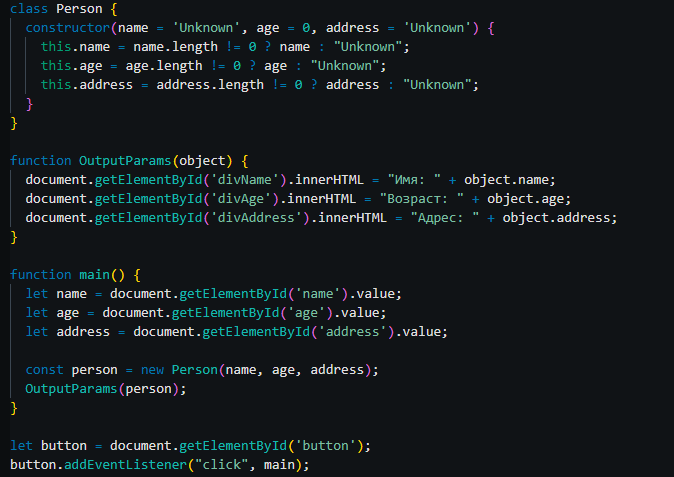 class Person {
  constructor(name = 'Unknown', age = 0, address = 'Unknown') {
    this.name = name.length != 0 ? name : "Unknown";
    this.age = age.length != 0 ? age : "Unknown";
    this.address = address.length != 0 ? address : "Unknown";
  }
}

function OutputParams(object) {
  document.getElementById('divName').innerHTML = "Имя: " + object.name;
  document.getElementById('divAge').innerHTML = "Возраст: " + object.age;
  document.getElementById('divAddress').innerHTML = "Адрес: " + object.address;
}

function main() {
  let name = document.getElementById('name').value;
  let age = document.getElementById('age').value;
  let address = document.getElementById('address').value;

  const person = new Person(name, age, address);
  OutputParams(person);
}

let button = document.getElementById('button');
button.addEventListener("click", main);